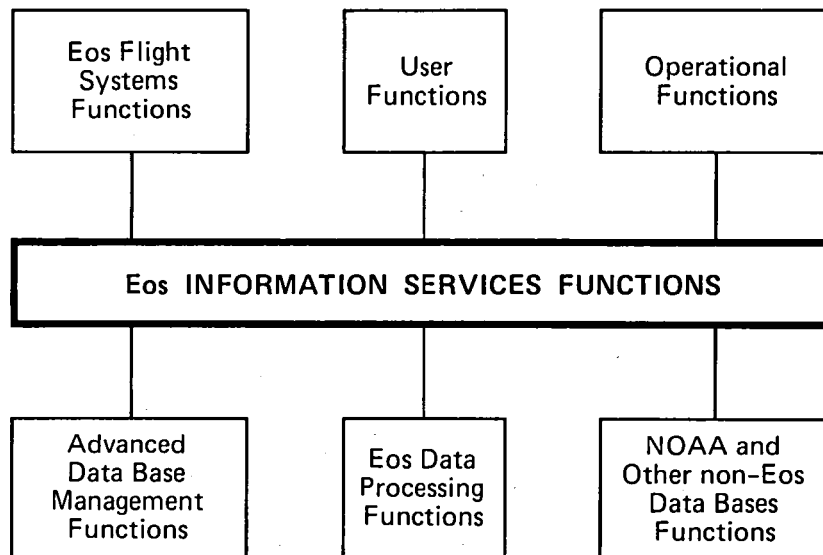 Eos Flight
Systems
Functions
User
Functions
Operational
Functions
Eos INFORMATION SERVICES FUNCTIONS
Advanced
Data Base
Management
Functions
Eos Data
Processing
Functions
NOAA and
Other non-Eos
Data Bases
Functions